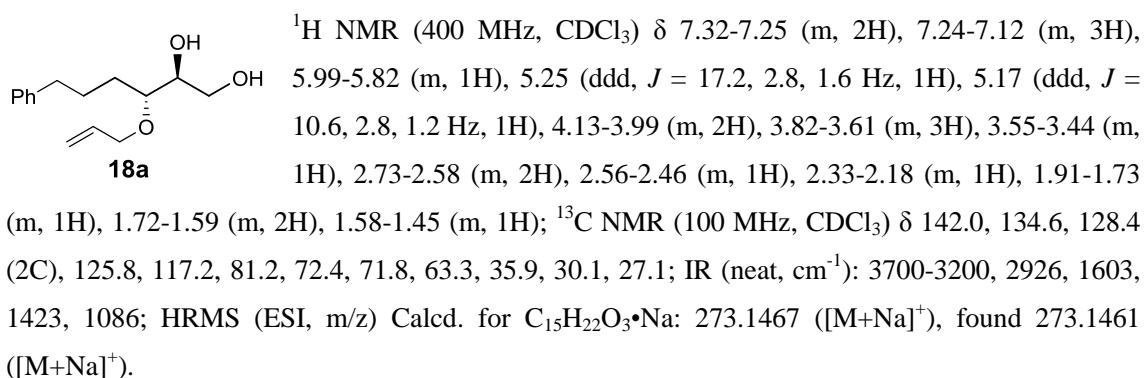 OH
OH
Ph
O
18a
¹H NMR (400 MHz, CDCl₃) δ 7.32-7.25 (m, 2H), 7.24-7.12 (m, 3H),
5.99-5.82 (m, 1H), 5.25 (ddd, J = 17.2, 2.8, 1.6 Hz, 1H), 5.17 (ddd, J =
10.6, 2.8, 1.2 Hz, 1H), 4.13-3.99 (m, 2H), 3.82-3.61 (m, 3H), 3.55-3.44 (m,
1H), 2.73-2.58 (m, 2H), 2.56-2.46 (m, 1H), 2.33-2.18 (m, 1H), 1.91-1.73
(m, 1H), 1.72-1.59 (m, 2H), 1.58-1.45 (m, 1H); ¹³C NMR (100 MHz, CDCl₃) δ 142.0, 134.6, 128.4
(2C), 125.8, 117.2, 81.2, 72.4, 71.8, 63.3, 35.9, 30.1, 27.1; IR (neat, cm⁻¹): 3700-3200, 2926, 1603,
1423, 1086; HRMS (ESI, m/z) Calcd. for C₁₅H₂₂O₃•Na: 273.1467 ([M+Na]⁺), found 273.1461
([M+Na]⁺).